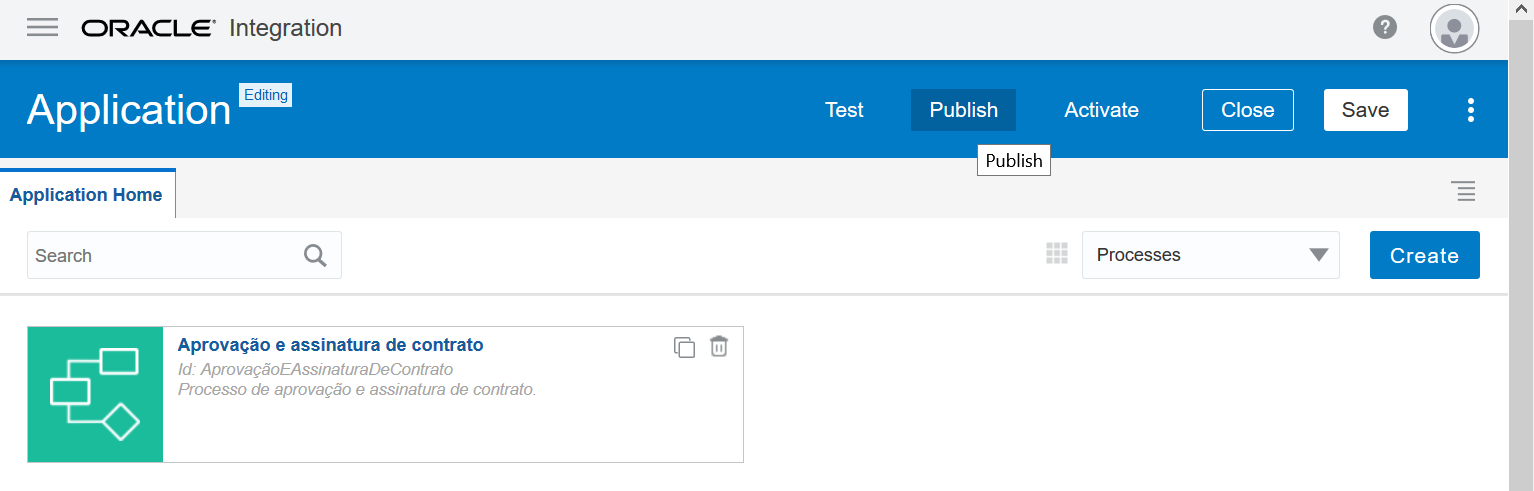 ORACLE Integration
?
Application Editing
Test Publish Activate Close Save
Publish
Application Home
Search Processes Create
Aprovação e assinatura de contrato
Id: AprovaçãoEAssinaturaDeContrato
Processo de aprovação e assinatura de contrato.